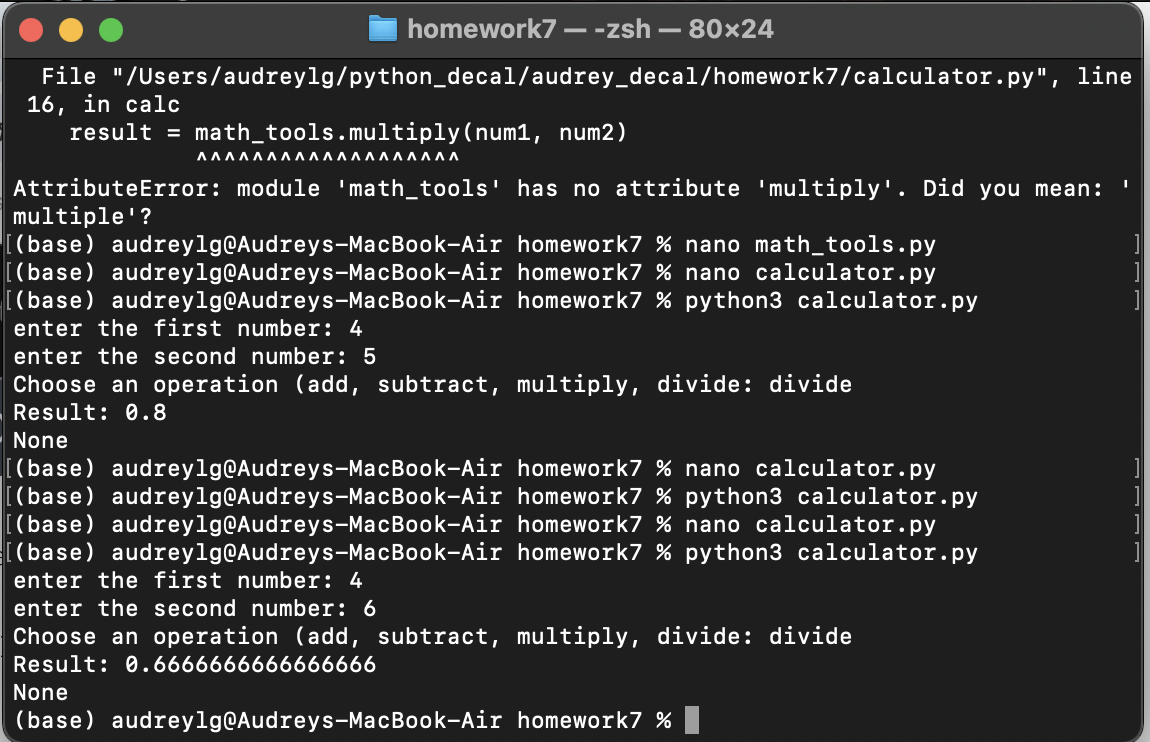 homework7 — -zsh — 80×24
  File "/Users/audreylg/python_decal/audrey_decal/homework7/calculator.py", line
 16, in calc
    result = math_tools.multiply(num1, num2)
             ^^^^^^^^^^^^^^^^^^^
AttributeError: module 'math_tools' has no attribute 'multiply'. Did you mean: '
multiple'?
[(base) audreylg@Audreys-MacBook-Air homework7 % nano math_tools.py ]
[(base) audreylg@Audreys-MacBook-Air homework7 % nano calculator.py ]
[(base) audreylg@Audreys-MacBook-Air homework7 % python3 calculator.py ]
enter the first number: 4
enter the second number: 5
Choose an operation (add, subtract, multiply, divide: divide
Result: 0.8
None
[(base) audreylg@Audreys-MacBook-Air homework7 % nano calculator.py ]
[(base) audreylg@Audreys-MacBook-Air homework7 % python3 calculator.py ]
[(base) audreylg@Audreys-MacBook-Air homework7 % nano calculator.py ]
[(base) audreylg@Audreys-MacBook-Air homework7 % python3 calculator.py ]
enter the first number: 4
enter the second number: 6
Choose an operation (add, subtract, multiply, divide: divide
Result: 0.6666666666666666
None
(base) audreylg@Audreys-MacBook-Air homework7 %